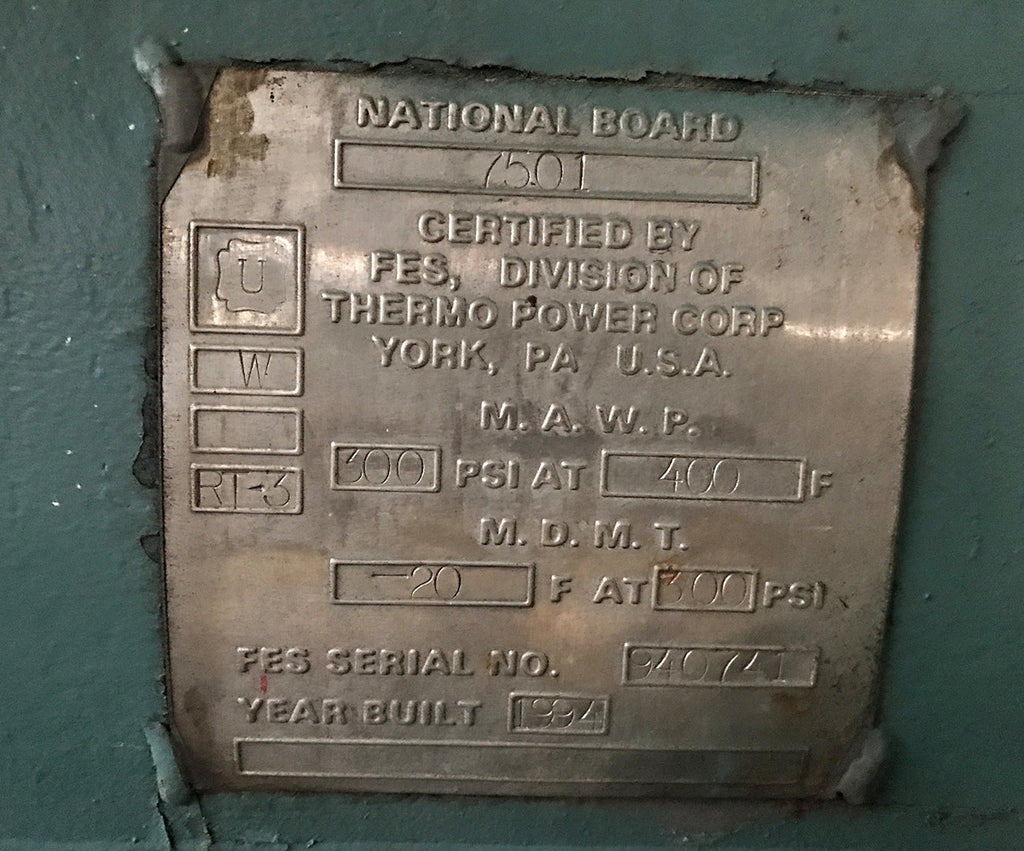 NATIONAL BOARD
7501
U
CERTIFIED BY
FES, DIVISION OF
THERMO POWER CORP
YORK, PA U.S.A.
W
M. A. W. P.
RT-3
300 PSI AT 400 F
M. D. M. T.
-20 F AT 300 PSI
FES SERIAL NO. 940741
YEAR BUILT 1994